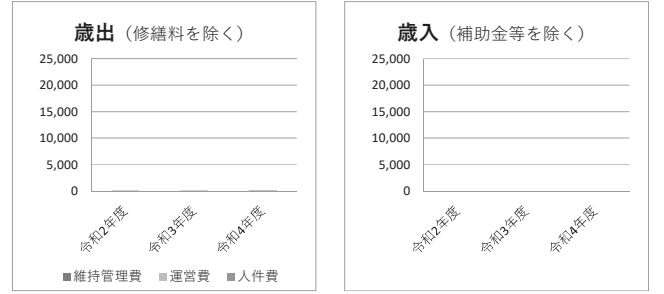 歳出（修繕料を除く）
25,000
20,000
15,000
10,000
5,000
0
令和2年度
令和3年度
令和4年度
■維持管理費 ■運営費 ■人件費
歳入（補助金等を除く）
25,000
20,000
15,000
10,000
5,000
0
令和2年度
令和3年度
令和4年度